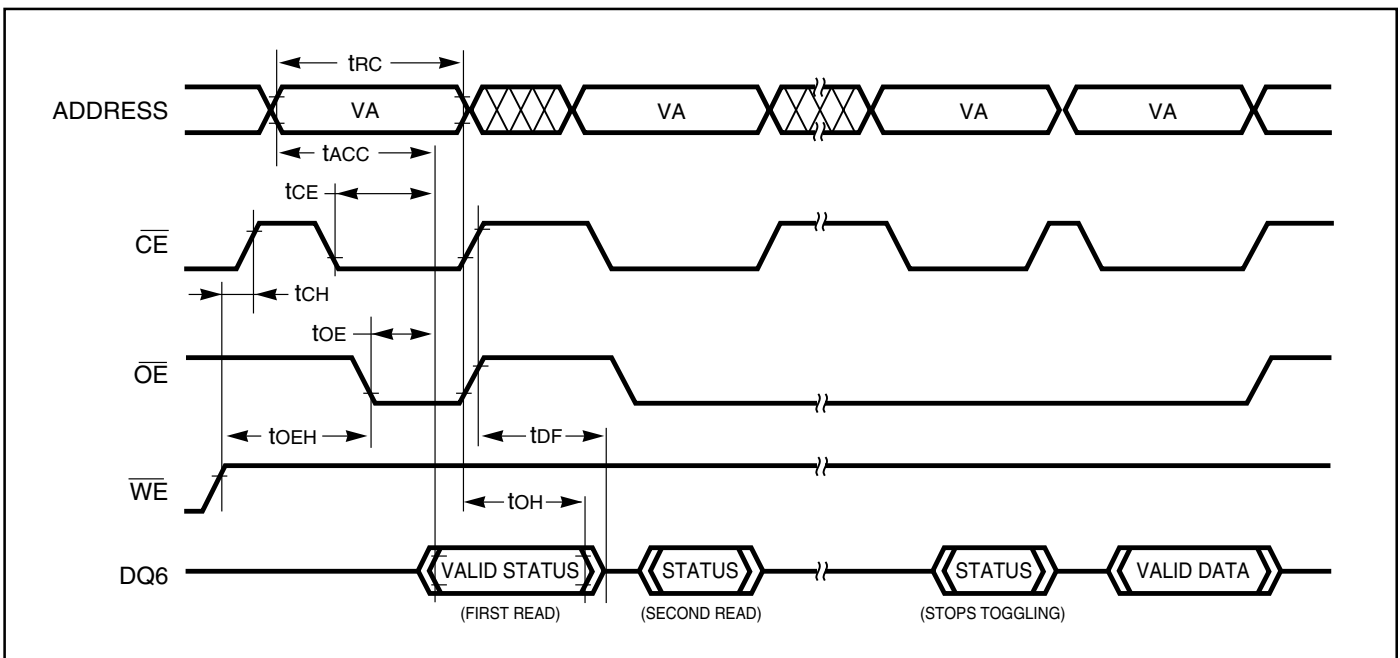 tRC
ADDRESS VA VA VA VA
tACC
tCE
CE
tCH
tOE
OE
tOEH tDF
WE
tOH
DQ6 VALID STATUS STATUS STATUS VALID DATA
(FIRST READ) (SECOND READ) (STOPS TOGGLING)